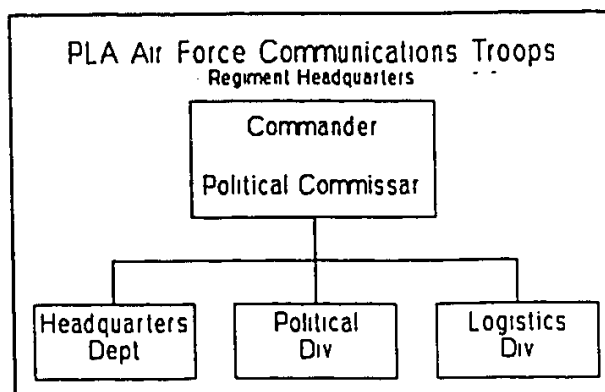 PLA Air Force Communications Troops
Regiment Headquarters
Commander
Political Commissar
Headquarters Dept
Political Div
Logistics Div